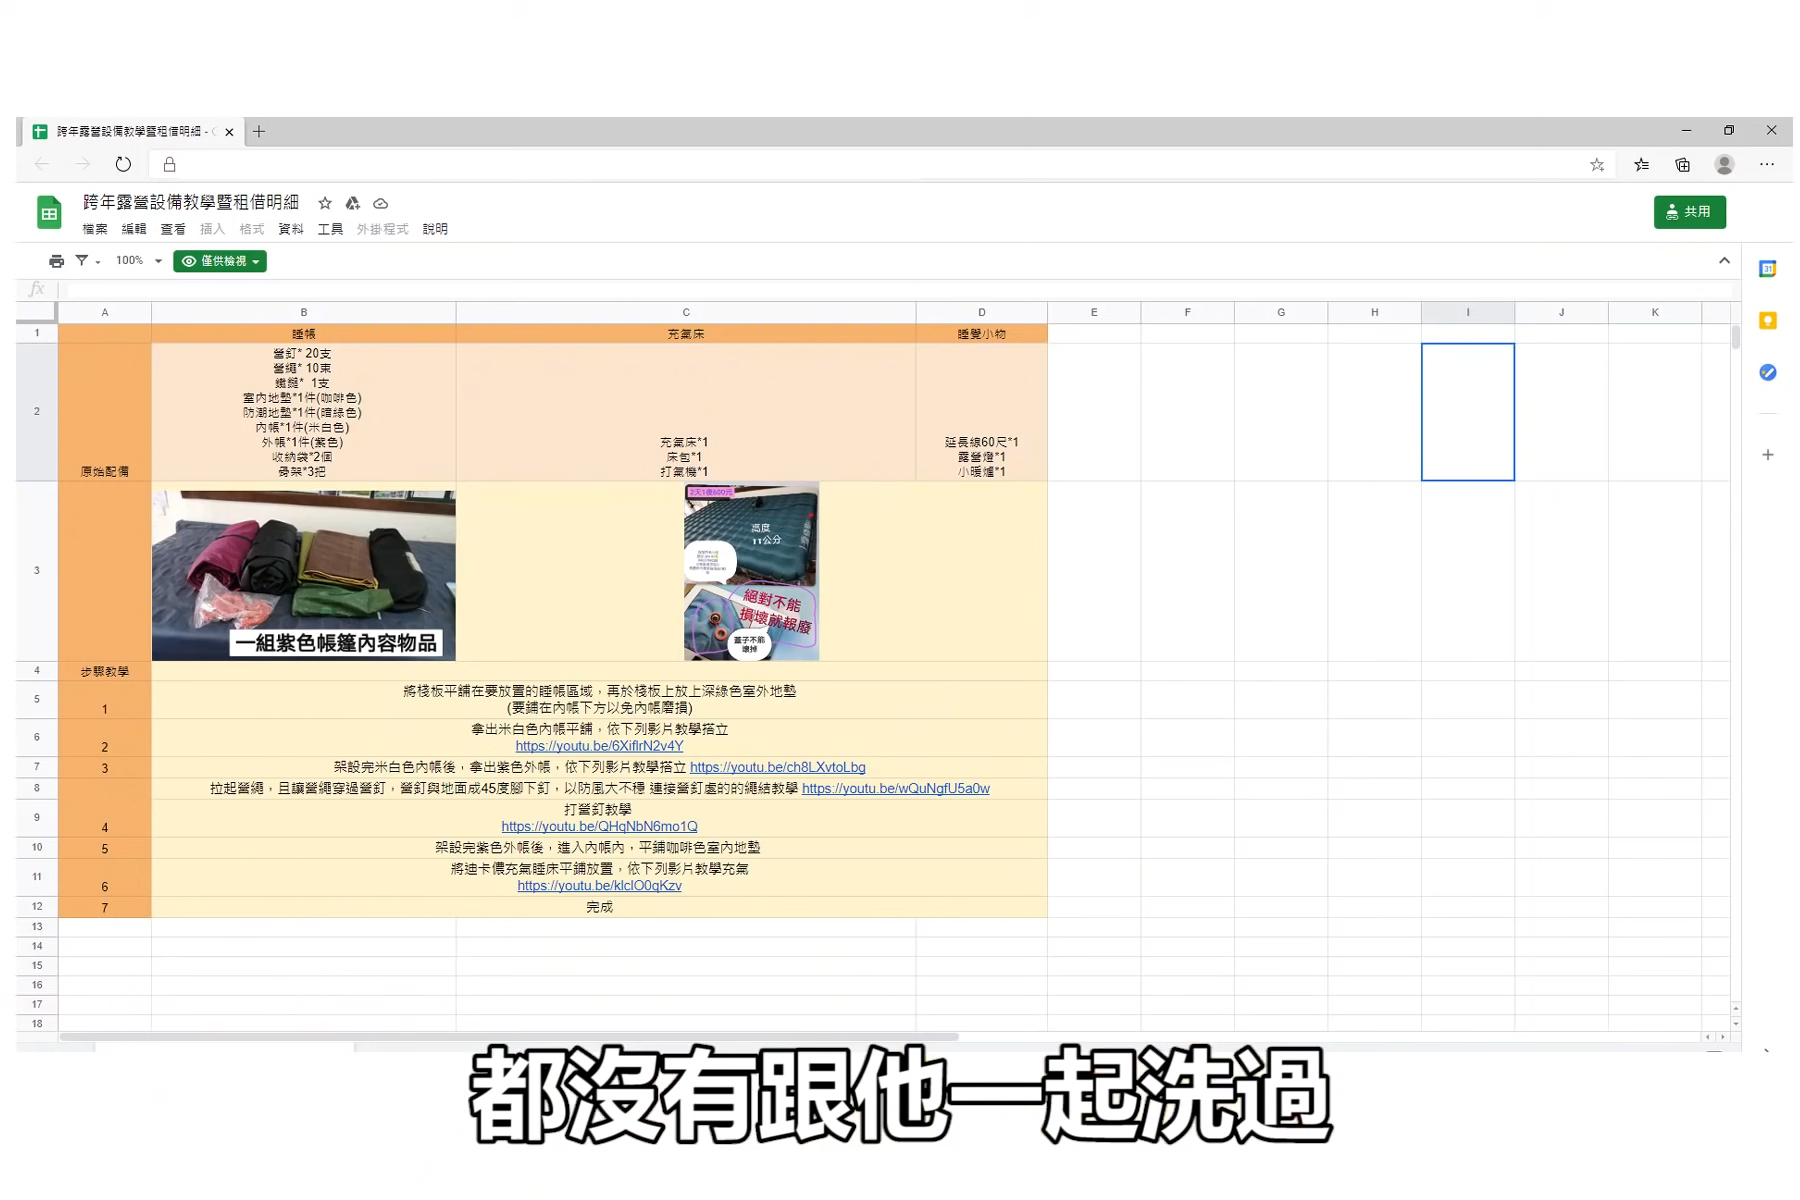 跨年露營設備教學暨租借明細 -
跨年露營設備教學暨租借明細
檔案 編輯 查看 插入 格式 資料 工具 外掛程式 說明
共用
100% 僅供檢視
31
fx
A B C D E F G H I J K
1 睡帳 充氣床 睡覺小物
營釘* 20支
營繩* 10束
鐵鎚* 1支
室內地墊*1件(咖啡色)
2 防潮地墊*1件(暗綠色)
內帳*1件(米白色)
外帳*1件(紫色) 充氣床*1 延長線60尺*1
收納袋*2個 床包*1 露營燈*1
原始配備 骨架*3把 打氣機*1 小暖爐*1
2天1夜600元
高度
11公分
3
絕對不能
損壞就報廢
蓋子不能
壞掉
一組紫色帳篷內容物品
4 步驟教學
5 將棧板平鋪在要放置的睡帳區域，再於棧板上放上深綠色室外地墊
1 (要鋪在內帳下方以免內帳磨損)
6 拿出米白色內帳平鋪，依下列影片教學搭立
2 https://youtu.be/6XiflrN2v4Y
7 3 架設完米白色內帳後，拿出紫色外帳，依下列影片教學搭立 https://youtu.be/ch8LXvtoLbg
8 拉起營繩，且讓營繩穿過營釘，營釘與地面成45度腳下釘，以防風大不穩 連接營釘處的的繩結教學 https://youtu.be/wQuNgfU5a0w
9 打營釘教學
4 https://youtu.be/QHqNbN6mo1Q
10 5 架設完紫色外帳後，進入內帳內，平鋪咖啡色室內地墊
11 將迪卡儂充氣睡床平鋪放置，依下列影片教學充氣
6 https://youtu.be/klclO0qKzv
12 7 完成
13
14
15
16
17
18
都沒有跟他一起洗過